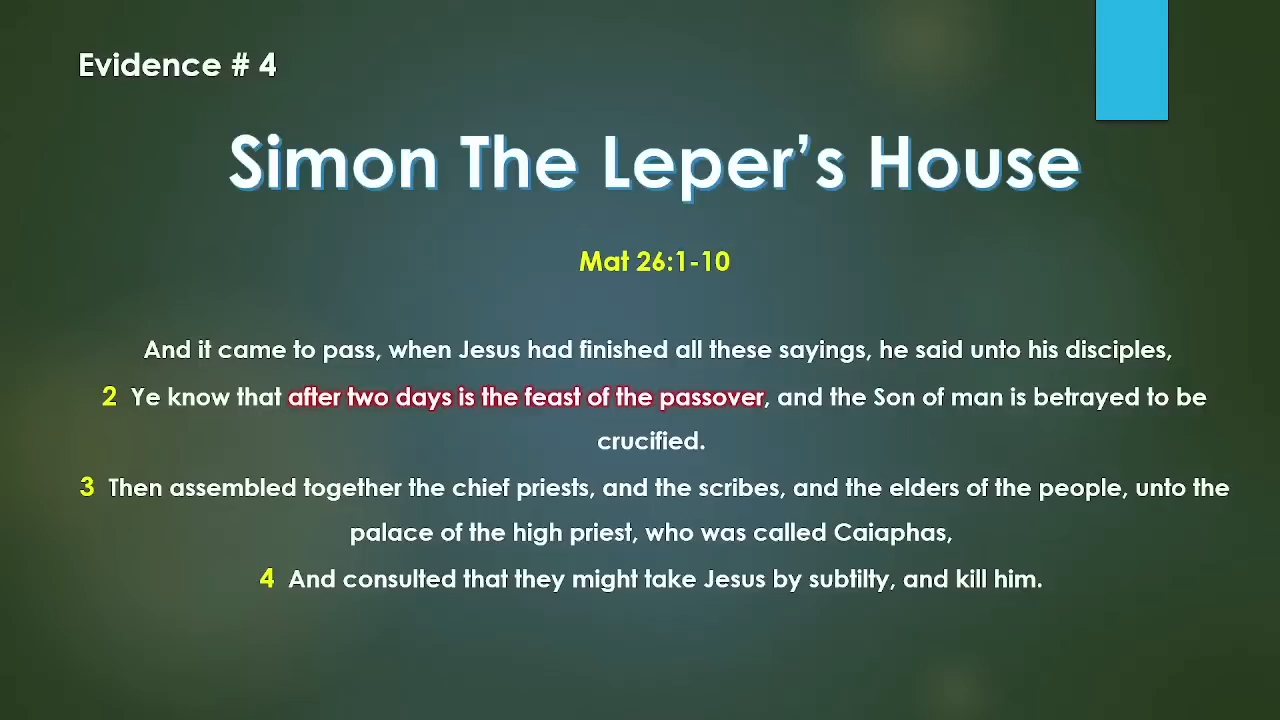 Evidence # 4
Simon The Leper’s House
Mat 26:1-10
And it came to pass, when Jesus had finished all these sayings, he said unto his disciples,
2 Ye know that after two days is the feast of the passover, and the Son of man is betrayed to be
crucified.
3 Then assembled together the chief priests, and the scribes, and the elders of the people, unto the
palace of the high priest, who was called Caiaphas,
4 And consulted that they might take Jesus by subtilty, and kill him.